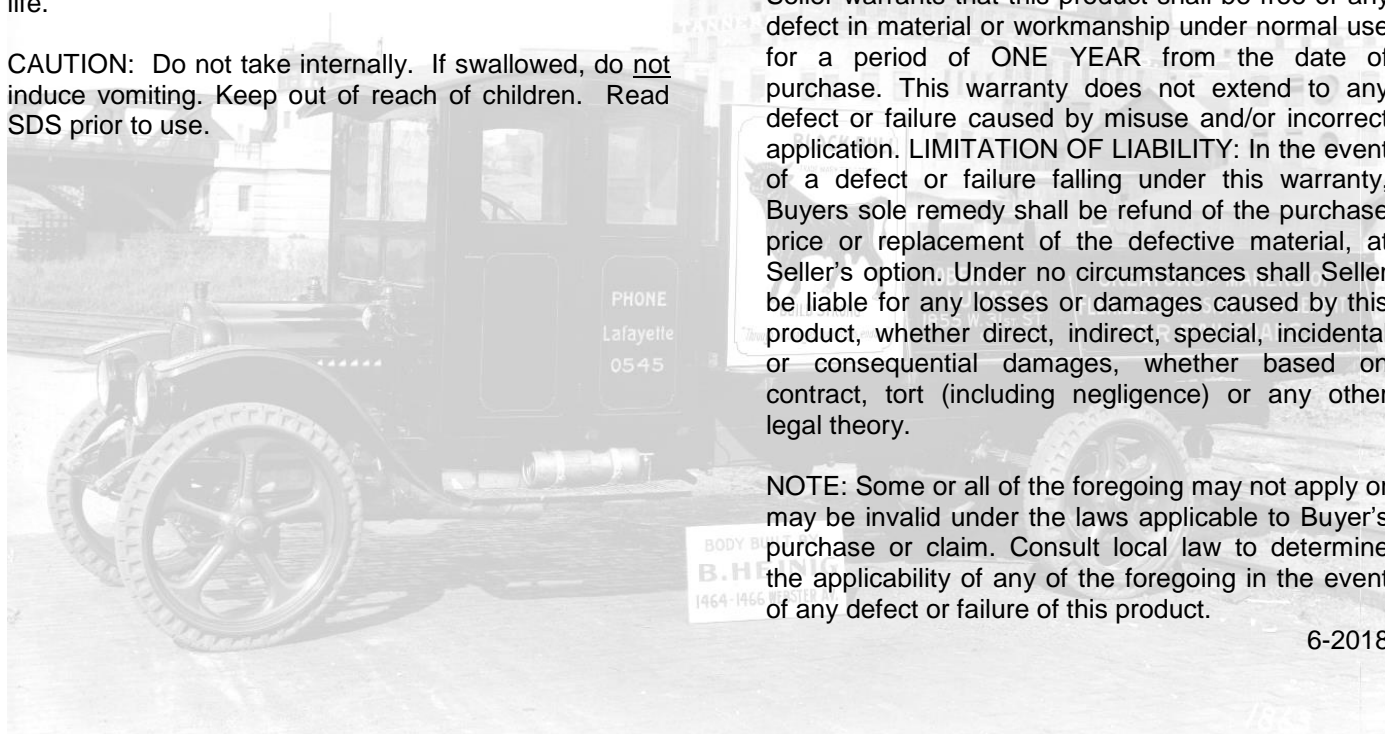 life.
CAUTION: Do not take internally. If swallowed, do not
induce vomiting. Keep out of reach of children. Read
SDS prior to use.
Seller warrants that this product shall be free of any
defect in material or workmanship under normal use
for a period of ONE YEAR from the date of
purchase. This warranty does not extend to any
defect or failure caused by misuse and/or incorrect
application. LIMITATION OF LIABILITY: In the event
of a defect or failure falling under this warranty,
Buyers sole remedy shall be refund of the purchase
price or replacement of the defective material, at
Seller's option. Under no circumstances shall Seller
be liable for any losses or damages caused by this
product, whether direct, indirect, special, incidental
or consequential damages, whether based on
contract, tort (including negligence) or any other
legal theory.
NOTE: Some or all of the foregoing may not apply or
may be invalid under the laws applicable to Buyer's
purchase or claim. Consult local law to determine
the applicability of any of the foregoing in the event
of any defect or failure of this product.
6-2018
PHONE
Lafayette
0545
BODY BUILT BY
B. HEINIG
1464-1466 WEBSTER AV.
1855 W. 31st ST.